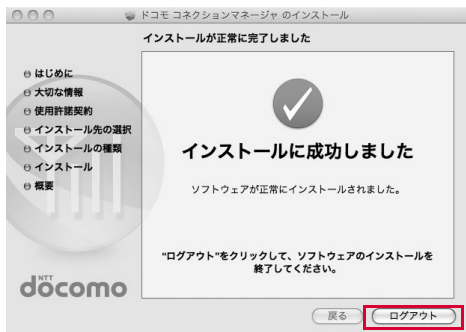 ドコモ コネクションマネージャ のインストール
インストールが正常に完了しました
はじめに
大切な情報
使用許諾契約
インストール先の選択
インストールの種類
インストール
概要
インストールに成功しました
ソフトウェアが正常にインストールされました。
“ログアウト”をクリックして、ソフトウェアのインストールを
終了してください。
NTT
döcomo
戻る
ログアウト